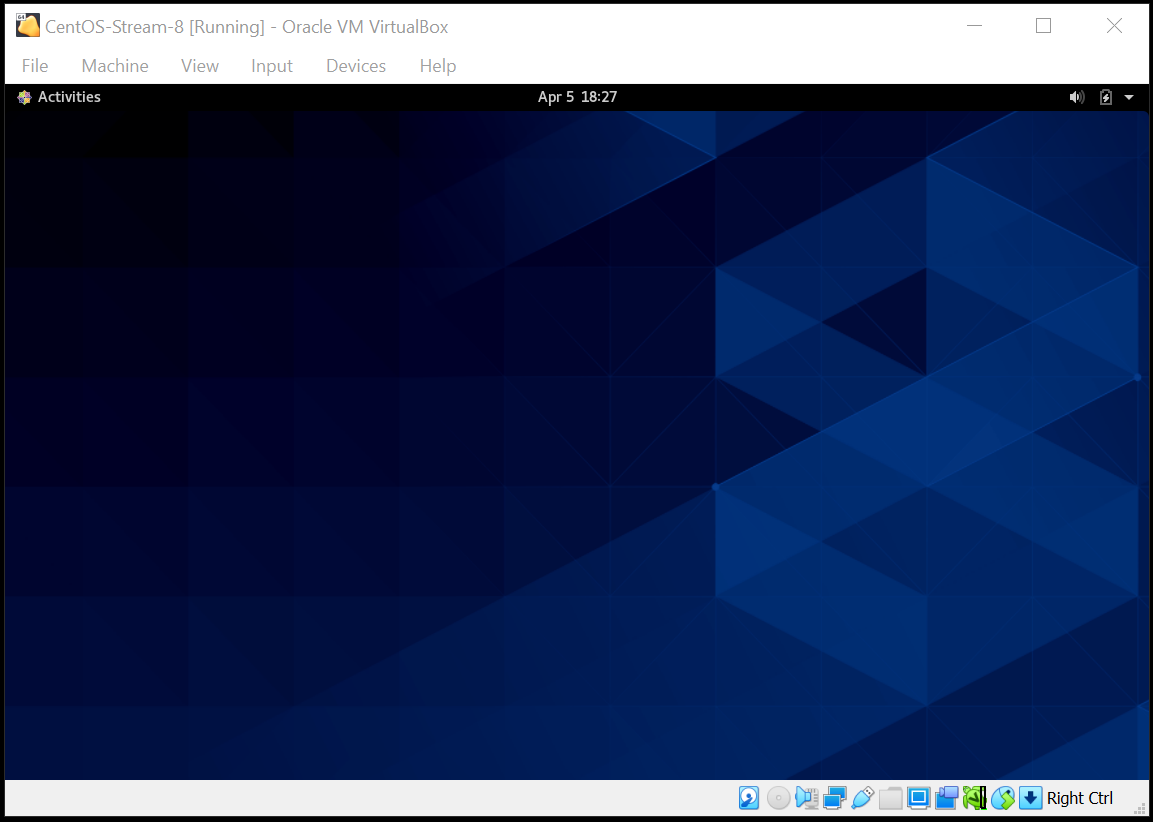 CentOS-Stream-8 [Running] - Oracle VM VirtualBox
File Machine View Input Devices Help
Activities Apr 5 18:27
Right Ctrl